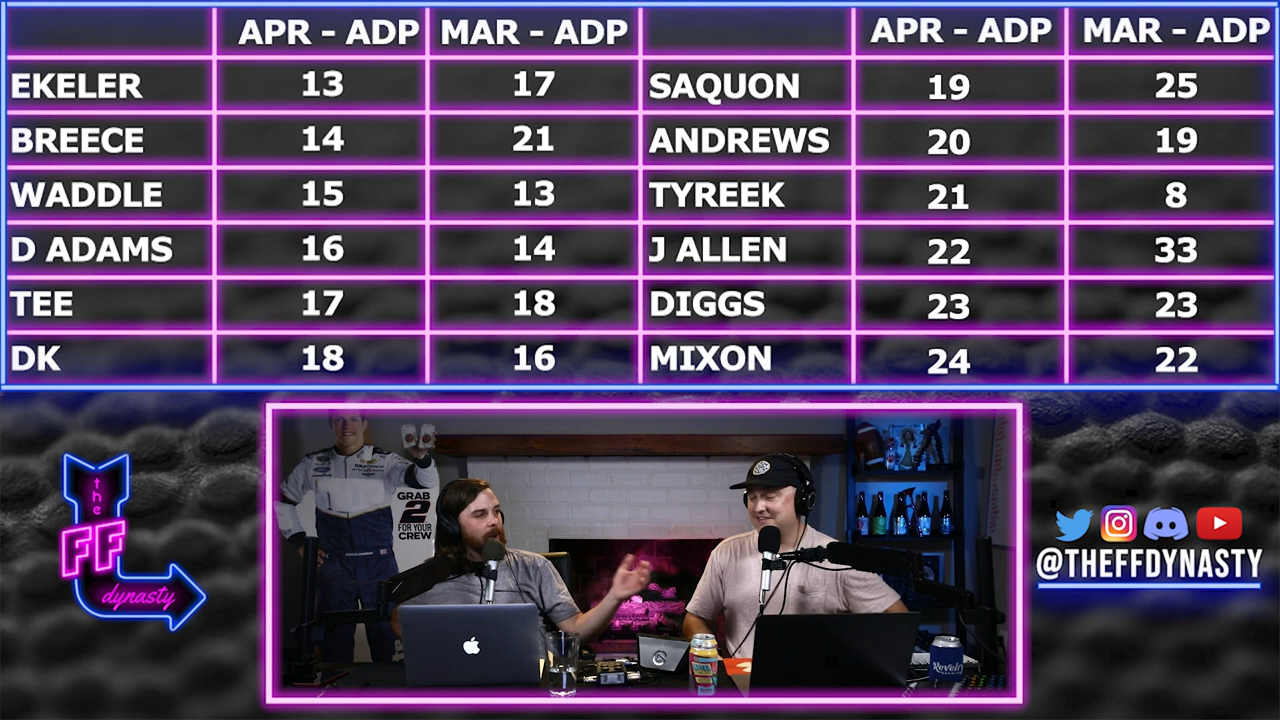 APR - ADP MAR - ADP APR - ADP MAR - ADP
EKELER 13 17 SAQUON 19 25
BREECE 14 21 ANDREWS 20 19
WADDLE 15 13 TYREEK 21 8
D ADAMS 16 14 J ALLEN 22 33
TEE 17 18 DIGGS 23 23
DK 18 16 MIXON 24 22
the
FF
dynasty
GRAB
2
FOR YOUR
CREW
@THEFFDYNASTY
Revelry